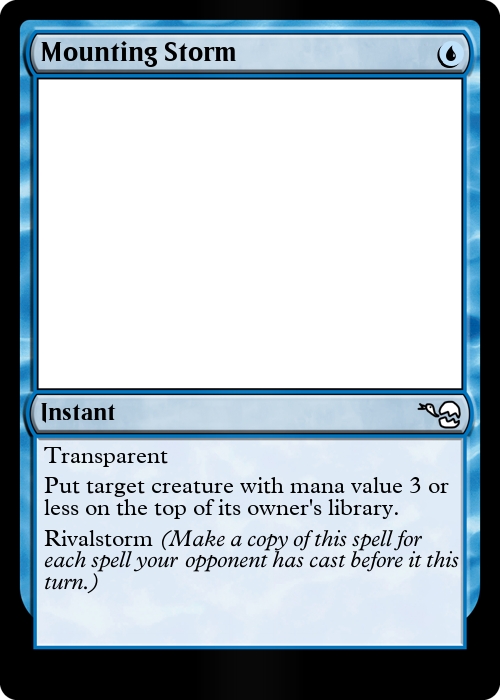 Mounting Storm
Instant
Transparent
Put target creature with mana value 3 or
less on the top of its owner's library.
Rivalstorm (Make a copy of this spell for
each spell your opponent has cast before it this
turn.)